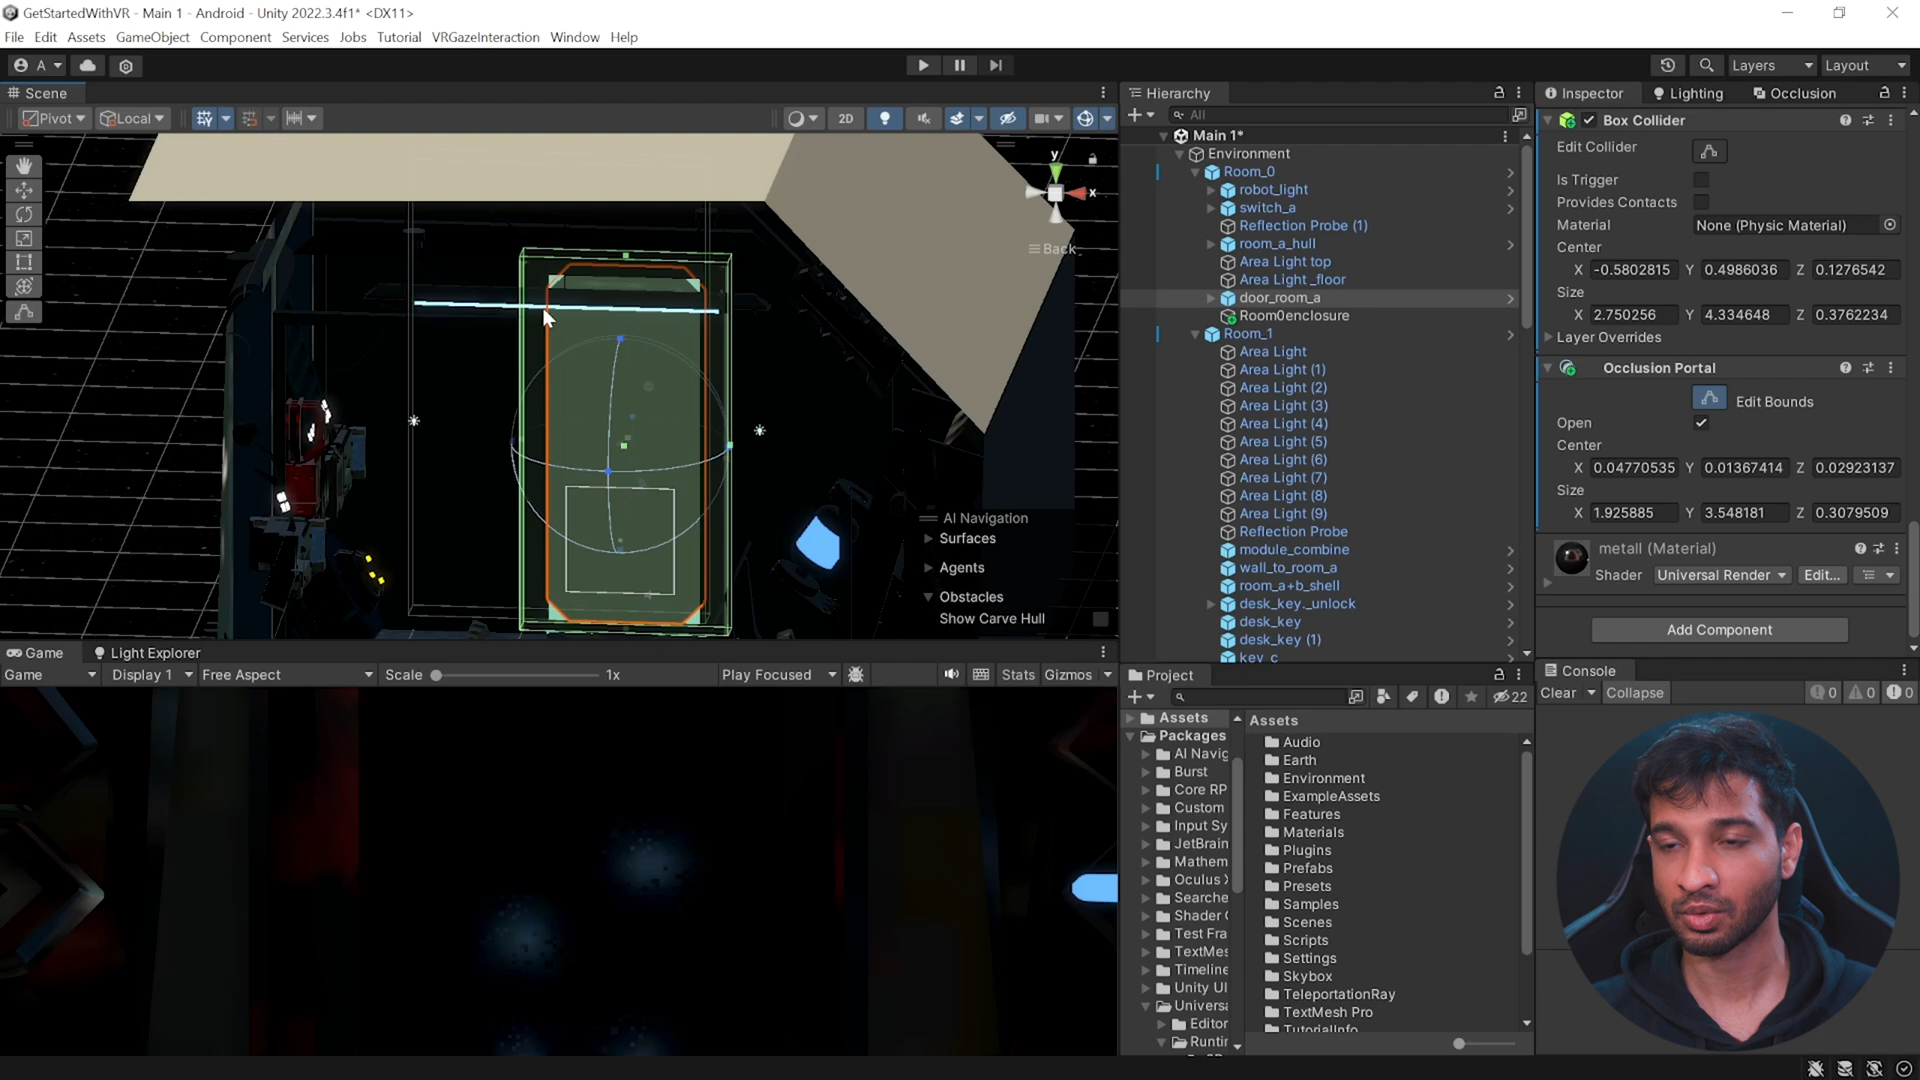 GetStartedWithVR - Main 1 - Android - Unity 2022.3.4f1* <DX11>
File Edit Assets GameObject Component Services Jobs Tutorial VRGazeInteraction Window Help
A
Layers Layout
Scene
Pivot Local 2D
y
x
Back
AI Navigation
Surfaces
Agents
Obstacles
Show Carve Hull
Hierarchy
All
Main 1*
Environment
Room_0
robot_light
switch_a
Reflection Probe (1)
room_a_hull
Area Light top
Area Light _floor
door_room_a
Room0enclosure
Room_1
Area Light
Area Light (1)
Area Light (2)
Area Light (3)
Area Light (4)
Area Light (5)
Area Light (6)
Area Light (7)
Area Light (8)
Area Light (9)
Reflection Probe
module_combine
wall_to_room_a
room_a+b_shell
desk_key._unlock
desk_key
desk_key (1)
key_c
Inspector Lighting Occlusion
Box Collider
Edit Collider
Is Trigger
Provides Contacts
Material None (Physic Material)
Center
X -0.5802815 Y 0.4986036 Z 0.1276542
Size
X 2.750256 Y 4.334648 Z 0.3762234
Layer Overrides
Occlusion Portal
Edit Bounds
Open
Center
X 0.04770535 Y 0.01367414 Z 0.02923137
Size
X 1.925885 Y 3.548181 Z 0.3079509
metall (Material)
Shader Universal Render Edit...
Add Component
Game Light Explorer
Game Display 1 Free Aspect Scale 1x Play Focused Stats Gizmos
Project
22
Assets
Packages
AI Navig
Burst
Core RP
Custom
Input Sy
JetBrain
Mathem
Oculus X
Searche
Shader G
Test Fra
TextMes
Timeline
Unity UI
Universa
Editor
Runtir
Assets
Audio
Earth
Environment
ExampleAssets
Features
Materials
Plugins
Prefabs
Presets
Samples
Scenes
Scripts
Settings
Skybox
TeleportationRay
TextMesh Pro
TutorialInfo
Console
Clear Collapse 0 0 0